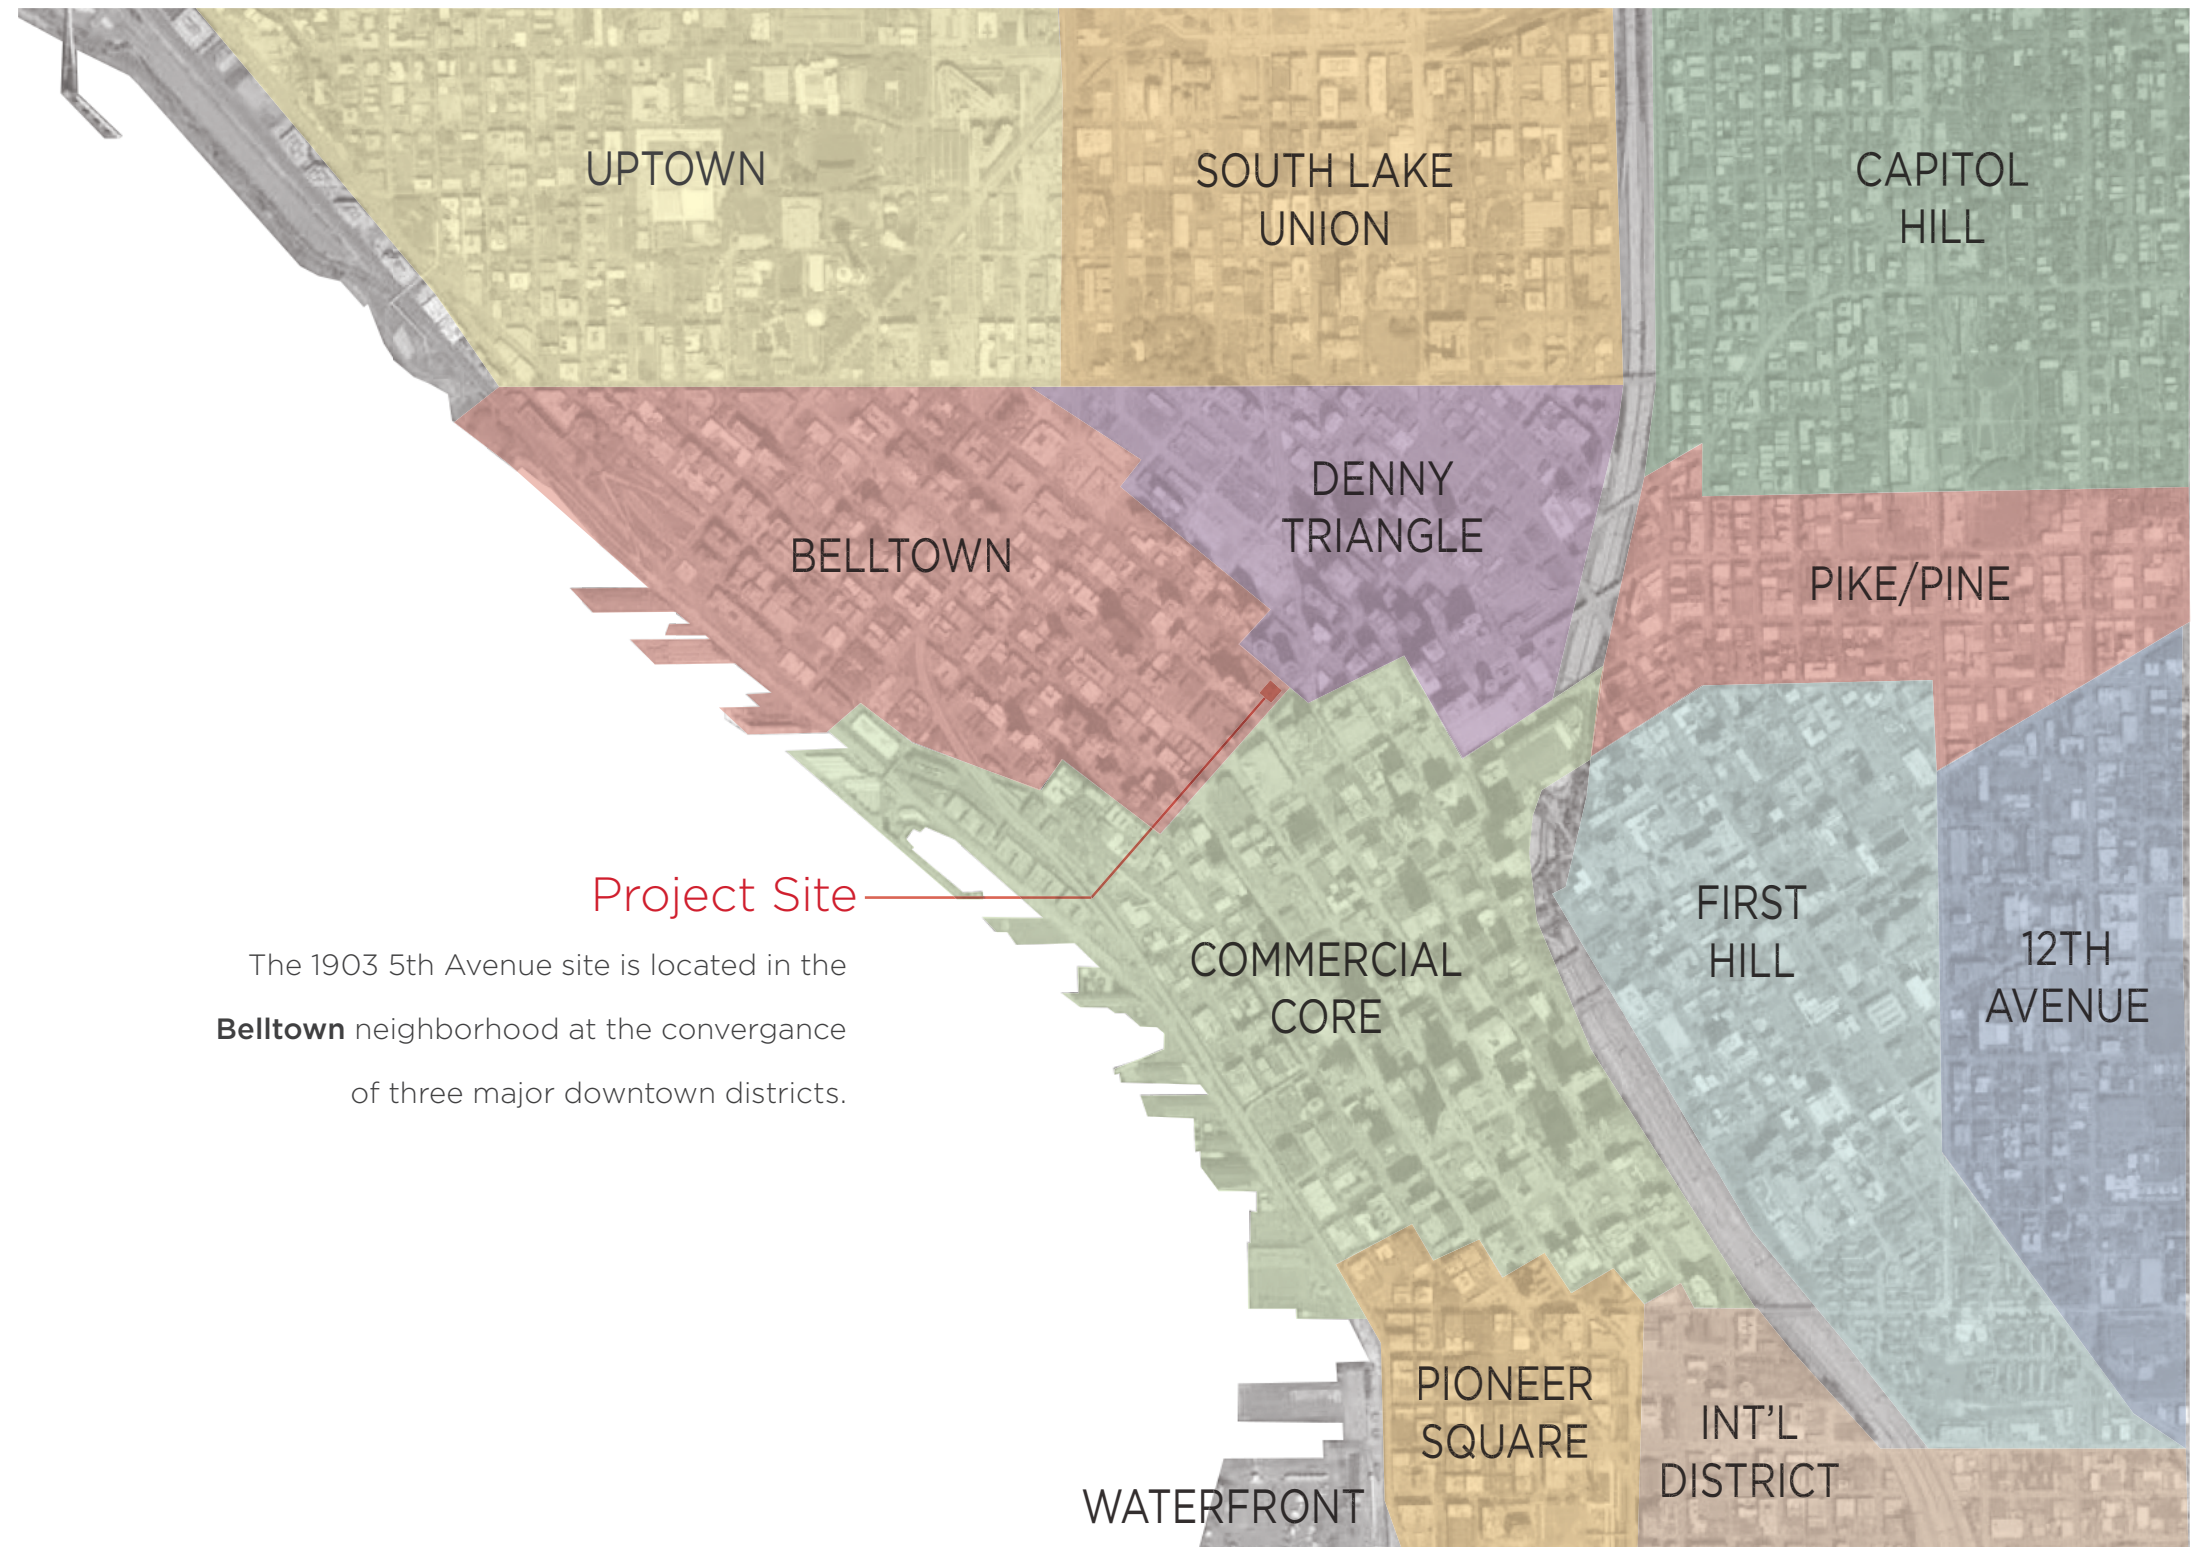 UPTOWN
SOUTH LAKE
UNION
CAPITOL
HILL
DENNY
TRIANGLE
BELLTOWN
PIKE/PINE
Project Site
The 1903 5th Avenue site is located in the
Belltown neighborhood at the convergance
of three major downtown districts.
COMMERCIAL
CORE
FIRST
HILL
12TH
AVENUE
PIONEER
SQUARE
INT'L
DISTRICT
WATERFRONT